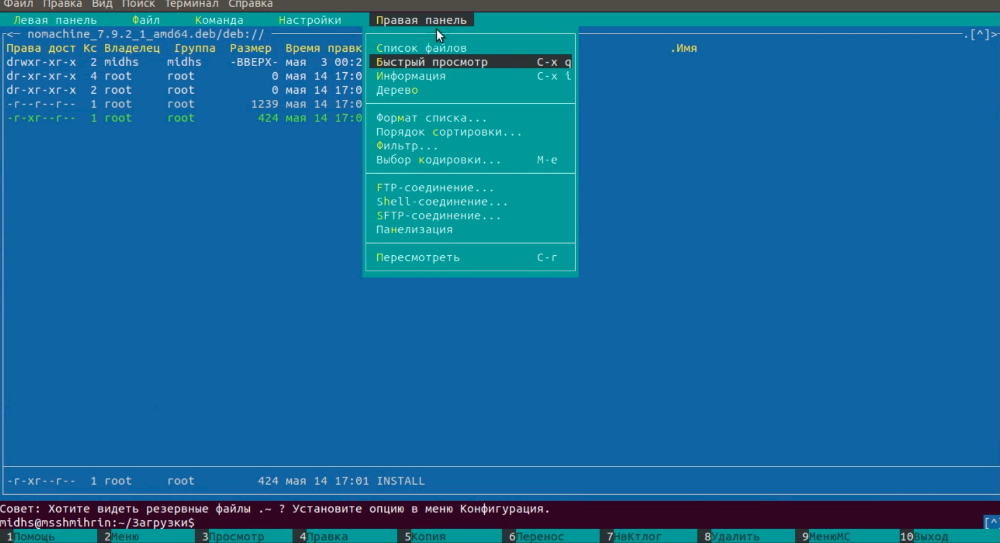 Файл Правка Вид Поиск Терминал Справка
Левая панель Файл Команда Настройки Правая панель
<— nomachine_7.9.2_1_amd64.deb/deb:// .[^]>
Права дост Кс Владелец Группа Размер Время правк .Имя
drwxr-xr-x 2 midhs midhs -ВВЕРХ- мая 3 00:2
dr-xr-xr-x 4 root root 0 мая 14 17:0
dr-xr-xr-x 2 root root 0 мая 14 17:0
-r--r--r-- 1 root root 1239 мая 14 17:0
-r-xr--r-- 1 root root 424 мая 14 17:0
Список файлов
Быстрый просмотр C-x q
Информация C-x i
Дерево
Формат списка...
Порядок сортировки...
Фильтр...
Выбор кодировки... M-e
FTP-соединение...
Shell-соединение...
SFTP-соединение...
Панелизация
Пересмотреть C-r
-r-xr--r-- 1 root root 424 мая 14 17:01 INSTALL
Совет: Хотите видеть резервные файлы .~ ? Установите опцию в меню Конфигурация.
midhs@msshmihrin:~/Загрузки$ [^]
1Помощь 2Меню 3Просмотр 4Правка 5Копия 6Перенос 7НвКтлог 8Удалить 9МенюMC 10Выход